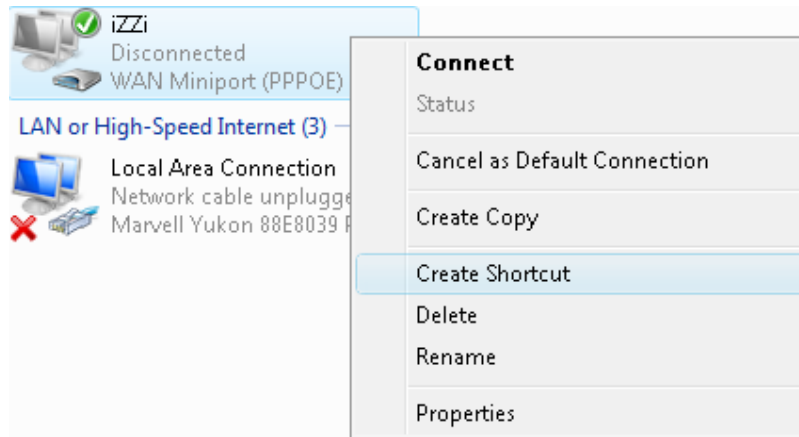 iZZi
Disconnected
WAN Miniport (PPPOE)
LAN or High-Speed Internet (3)
Local Area Connection
Network cable unplugge
Marvell Yukon 88E8039
Connect
Status
Cancel as Default Connection
Create Copy
Create Shortcut
Delete
Rename
Properties